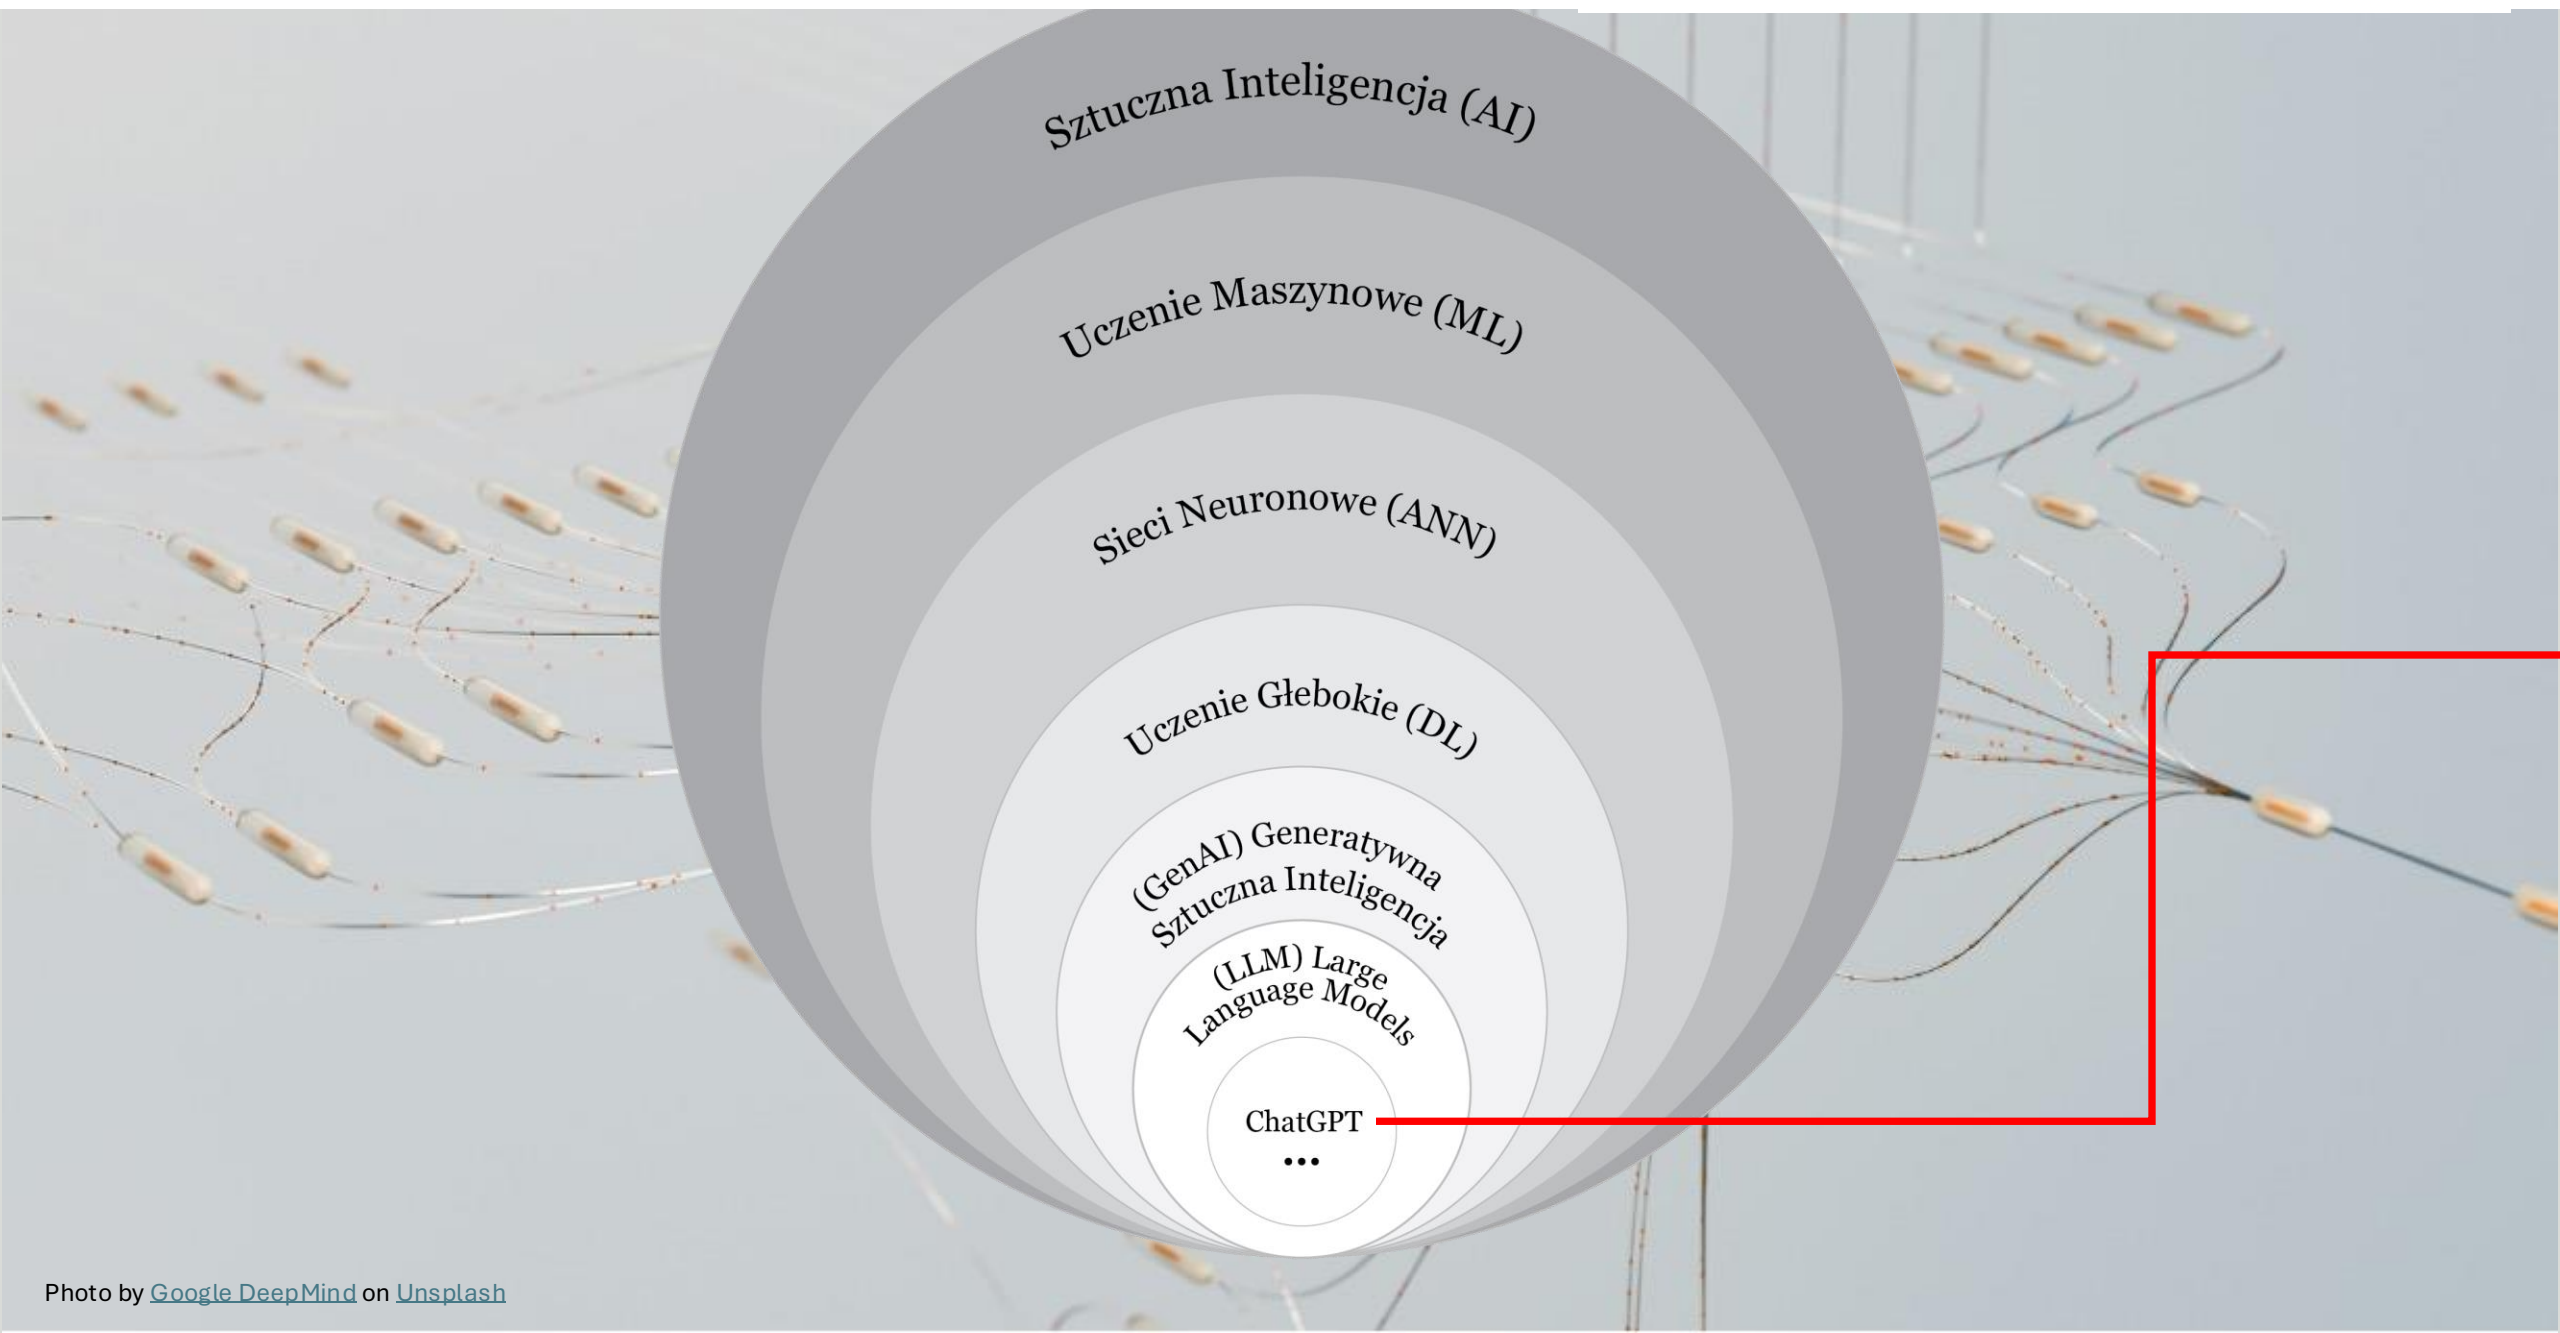 Sztuczna Inteligencja (AI)
Uczenie Maszynowe (ML)
Sieci Neuronowe (ANN)
Uczenie Głebokie (DL)
(GenAI) Generatywna
Sztuczna Inteligencja
(LLM) Large
Language Models
ChatGPT
...
Photo by Google DeepMind on Unsplash